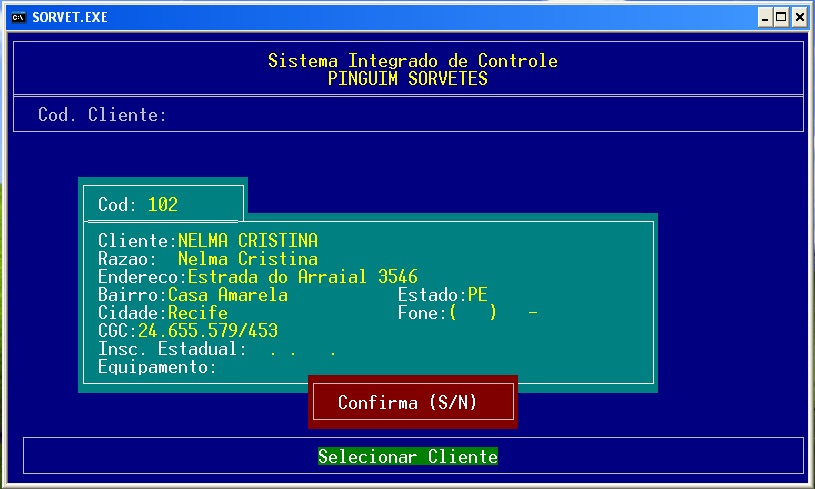 SORVET.EXE
Sistema Integrado de Controle
PINGUIM SORVETES
Cod. Cliente:
Cod: 102
Cliente:NELMA CRISTINA
Razao: Nelma Cristina
Endereco:Estrada do Arraial 3546
Bairro:Casa Amarela Estado:PE
Cidade:Recife Fone:( ) -
CGC:24.655.579/453
Insc. Estadual: . . .
Equipamento:
Confirma (S/N)
Selecionar Cliente